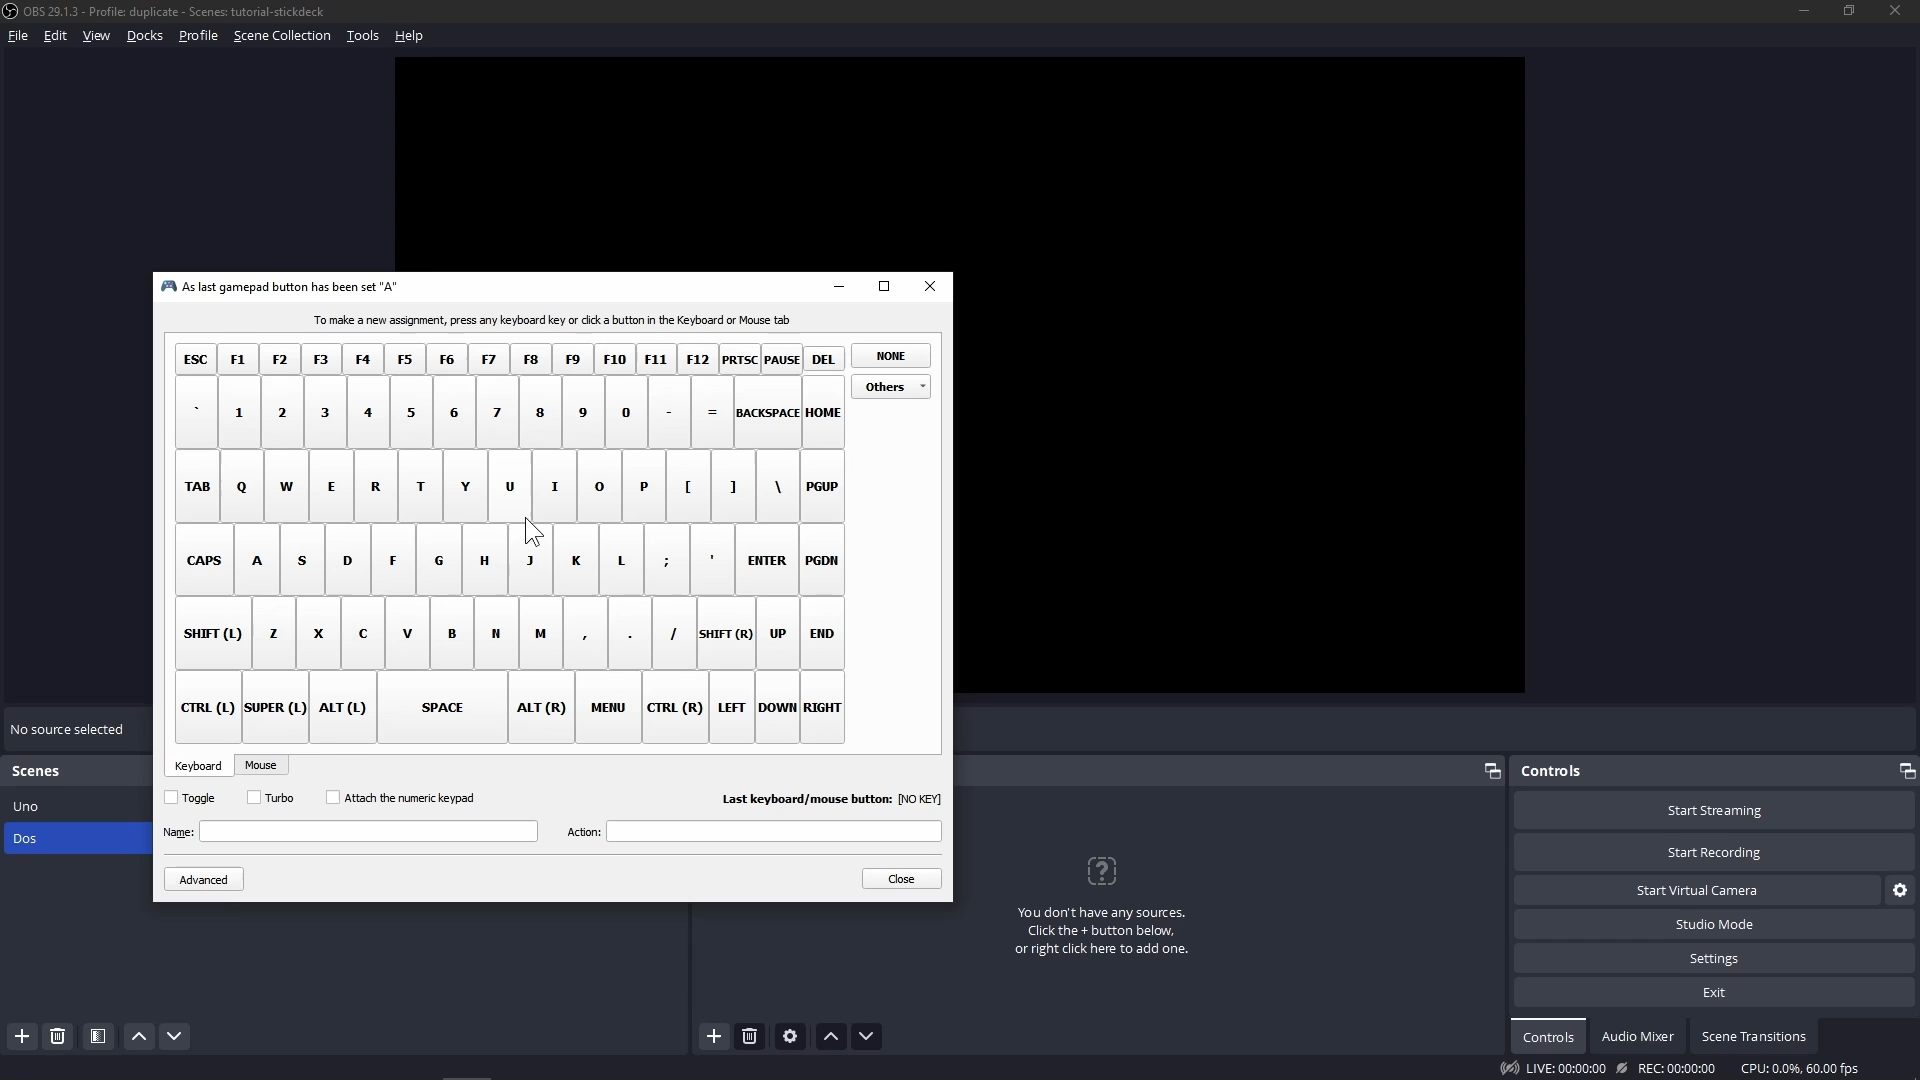 OBS 29.1.3 - Profile: duplicate - Scenes: tutorial-stickdeck
File Edit View Docks Profile Scene Collection Tools Help
As last gamepad button has been set "A"
To make a new assignment, press any keyboard key or click a button in the Keyboard or Mouse tab
ESC F1 F2 F3 F4 F5 F6 F7 F8 F9 F10 F11 F12 PRTSC PAUSE DEL NONE
Others
` 1 2 3 4 5 6 7 8 9 0 - = BACKSPACE HOME
TAB Q W E R T Y U I O P [ ] \ PGUP
CAPS A S D F G H J K L ; ' ENTER PGDN
SHIFT (L) Z X C V B N M , . / SHIFT (R) UP END
CTRL (L) SUPER (L) ALT (L) SPACE ALT (R) MENU CTRL (R) LEFT DOWN RIGHT
Keyboard Mouse
Toggle Turbo Attach the numeric keypad Last keyboard/mouse button: [NO KEY]
Name: Action:
Advanced Close
No source selected
Scenes
Uno
Dos
You don't have any sources.
Click the + button below,
or right click here to add one.
Controls
Start Streaming
Start Recording
Start Virtual Camera
Studio Mode
Settings
Exit
Controls Audio Mixer Scene Transitions
LIVE: 00:00:00 REC: 00:00:00 CPU: 0.0%, 60.00 fps